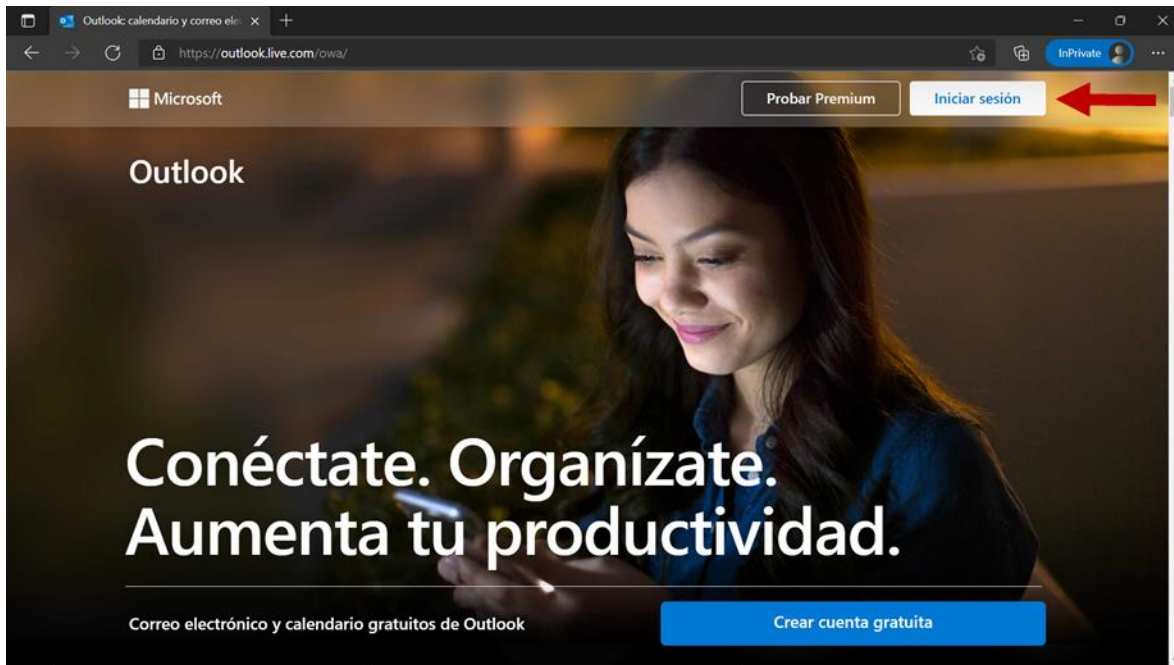 Outlook: calendario y correo ele
https://outlook.live.com/owa/
InPrivate
Microsoft
Probar Premium
Iniciar sesión
Outlook
Conéctate. Organízate.
Aumenta tu productividad.
Correo electrónico y calendario gratuitos de Outlook
Crear cuenta gratuita